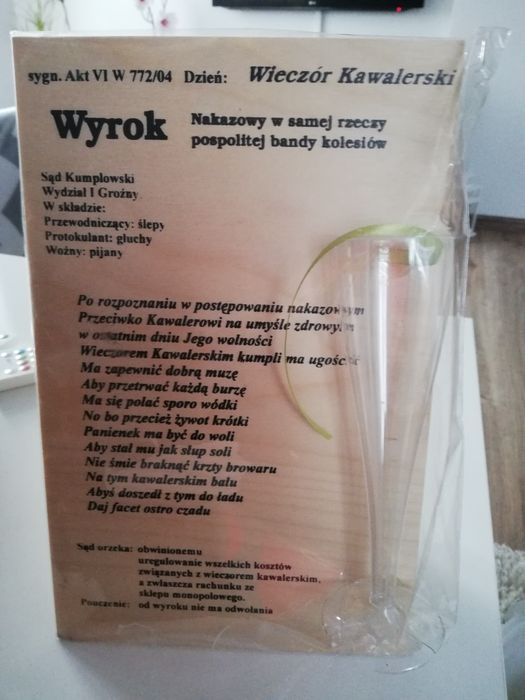 sygn. Akt VI W 772/04 Dzień: Wieczór Kawalerski
Wyrok Nakazowy w samej rzeczy
pospolitej bandy kolesiów
Sąd Kumplowski
Wydział I Groźny
W składzie:
Przewodniczący: ślepy
Protokulant: głuchy
Woźny: pijany
Po rozpoznaniu w postępowaniu nakazowym
Przeciwko Kawalerowi na umyśle zdrowym
w ostatnim dniu Jego wolności
Wieczorem Kawalerskim kumpli ma ugościć
Ma zapewnić dobrą muzę
Aby przetrwać każdą burzę
Ma się polać sporo wódki
No bo przecież żywot krótki
Panienek ma być do woli
Aby stał mu jak słup soli
Nie śmie braknąć krzty browaru
Na tym kawalerskim balu
Abyś doszedł z tym do ładu
Daj facet ostro czadu
Sąd orzeka: obwinionemu
uregulowanie wszelkich kosztów
związanych z wieczorem kawalerskim,
a zwłaszcza rachunku ze
sklepu monopolowego.
Pouczenie: od wyroku nie ma odwołania